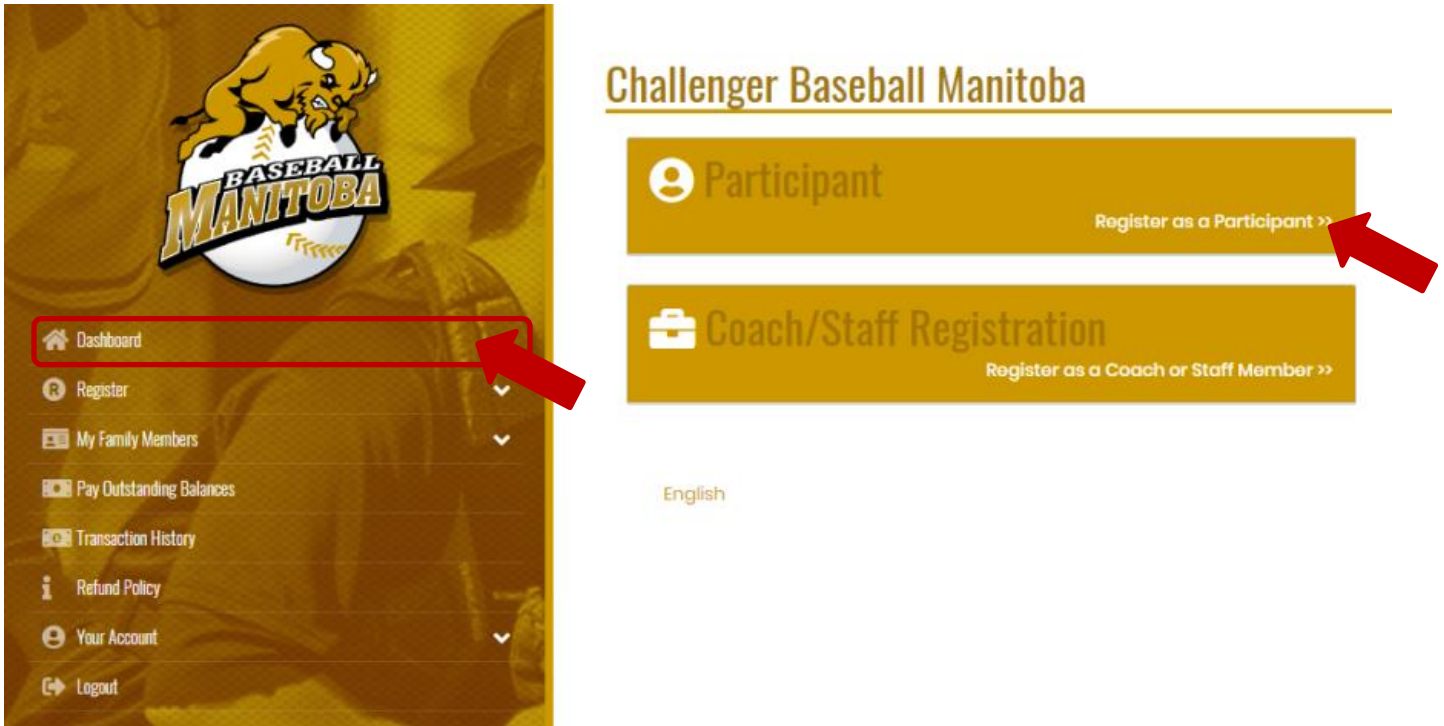 BASEBALL
MANITOBA
Dashboard
R Register
My Family Members
Pay Outstanding Balances
Transaction History
Refund Policy
Your Account
Logout
Challenger Baseball Manitoba
Participant
Register as a Participant >>
Coach/Staff Registration
Register as a Coach or Staff Member >>
English